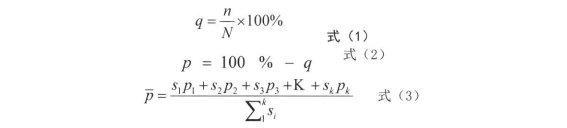 q = n/N ×100% 式（1）
p = 100 % − q 式（2）
p̅ = (s₁p₁ + s₂p₂ + s₃p₃ + K + sₖpₖ) / ∑₁ᵏ sᵢ 式（3）